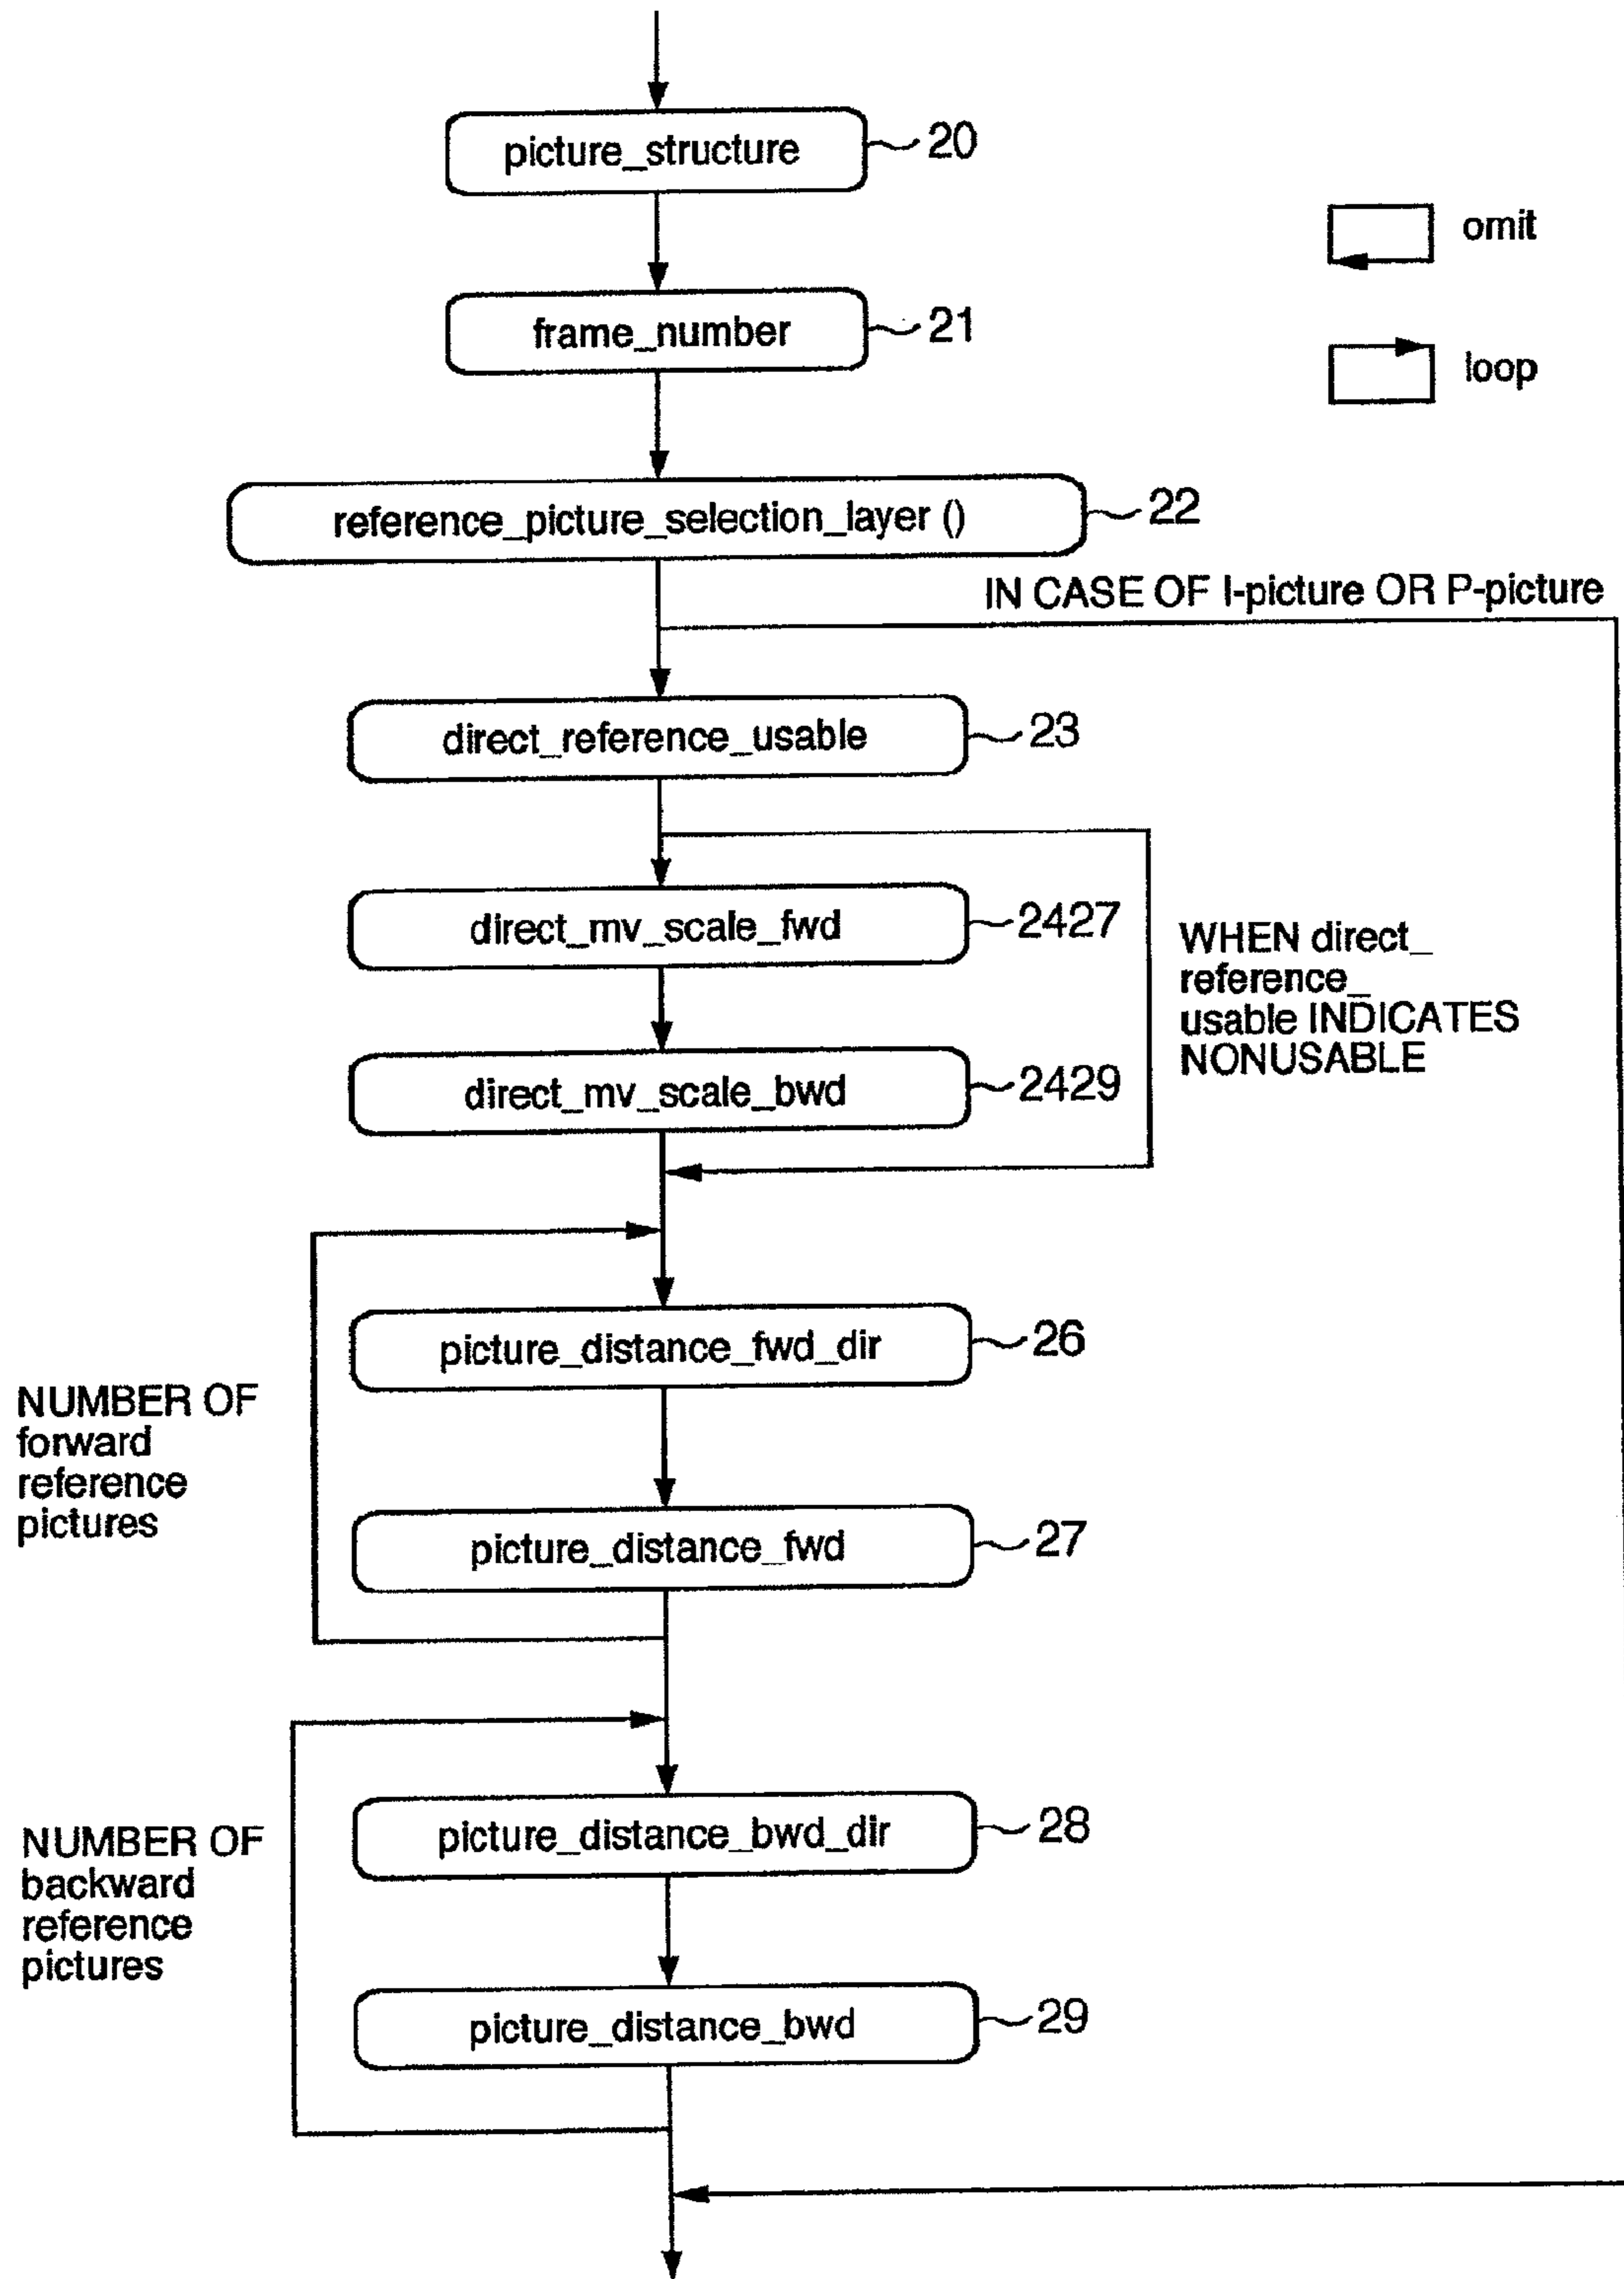 picture_structure
20
omit
frame_number
21
loop
reference_picture_selection_layer ()
22
IN CASE OF I-picture OR P-picture
direct_reference_usable
23
direct_mv_scale_fwd
2427
WHEN direct_
reference_
usable INDICATES
NONUSABLE
direct_mv_scale_bwd
2429
picture_distance_fwd_dir
26
NUMBER OF
forward
reference
pictures
picture_distance_fwd
27
picture_distance_bwd_dir
28
NUMBER OF
backward
reference
pictures
picture_distance_bwd
29